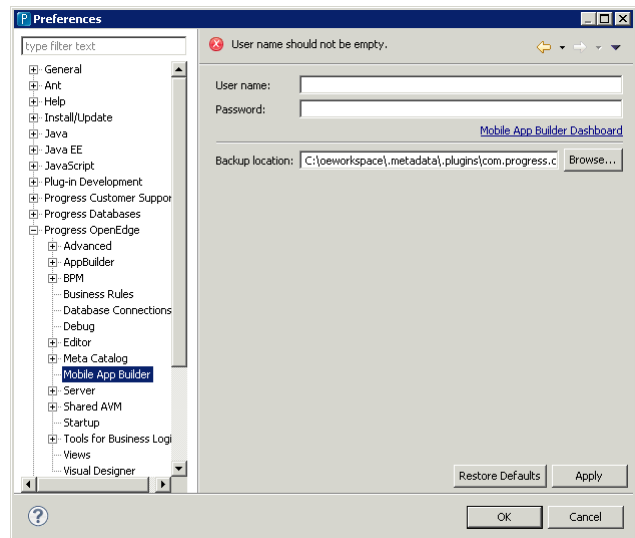 Preferences
type filter text
General
Ant
Help
Install/Update
Java
Java EE
JavaScript
Plug-in Development
Progress Customer Suppor
Progress Databases
Progress OpenEdge
Advanced
AppBuilder
BPM
Business Rules
Database Connections
Debug
Editor
Meta Catalog
Mobile App Builder
Server
Shared AVM
Startup
Tools for Business Logi
Views
Visual Designer
User name should not be empty.
User name:
Password:
Mobile App Builder Dashboard
Backup location: C:\oeworkspace\.metadata\.plugins\com.progress.c Browse...
Restore Defaults Apply
OK Cancel